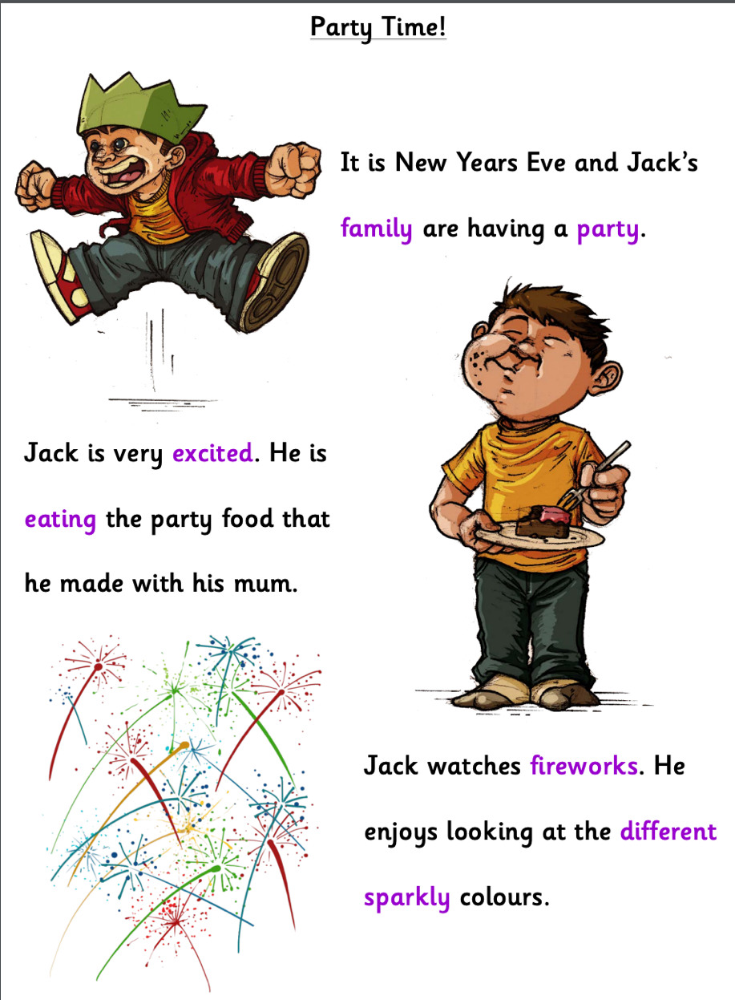 Party Time!
It is New Years Eve and Jack’s
family are having a party.
Jack is very excited. He is
eating the party food that
he made with his mum.
Jack watches fireworks. He
enjoys looking at the different
sparkly colours.